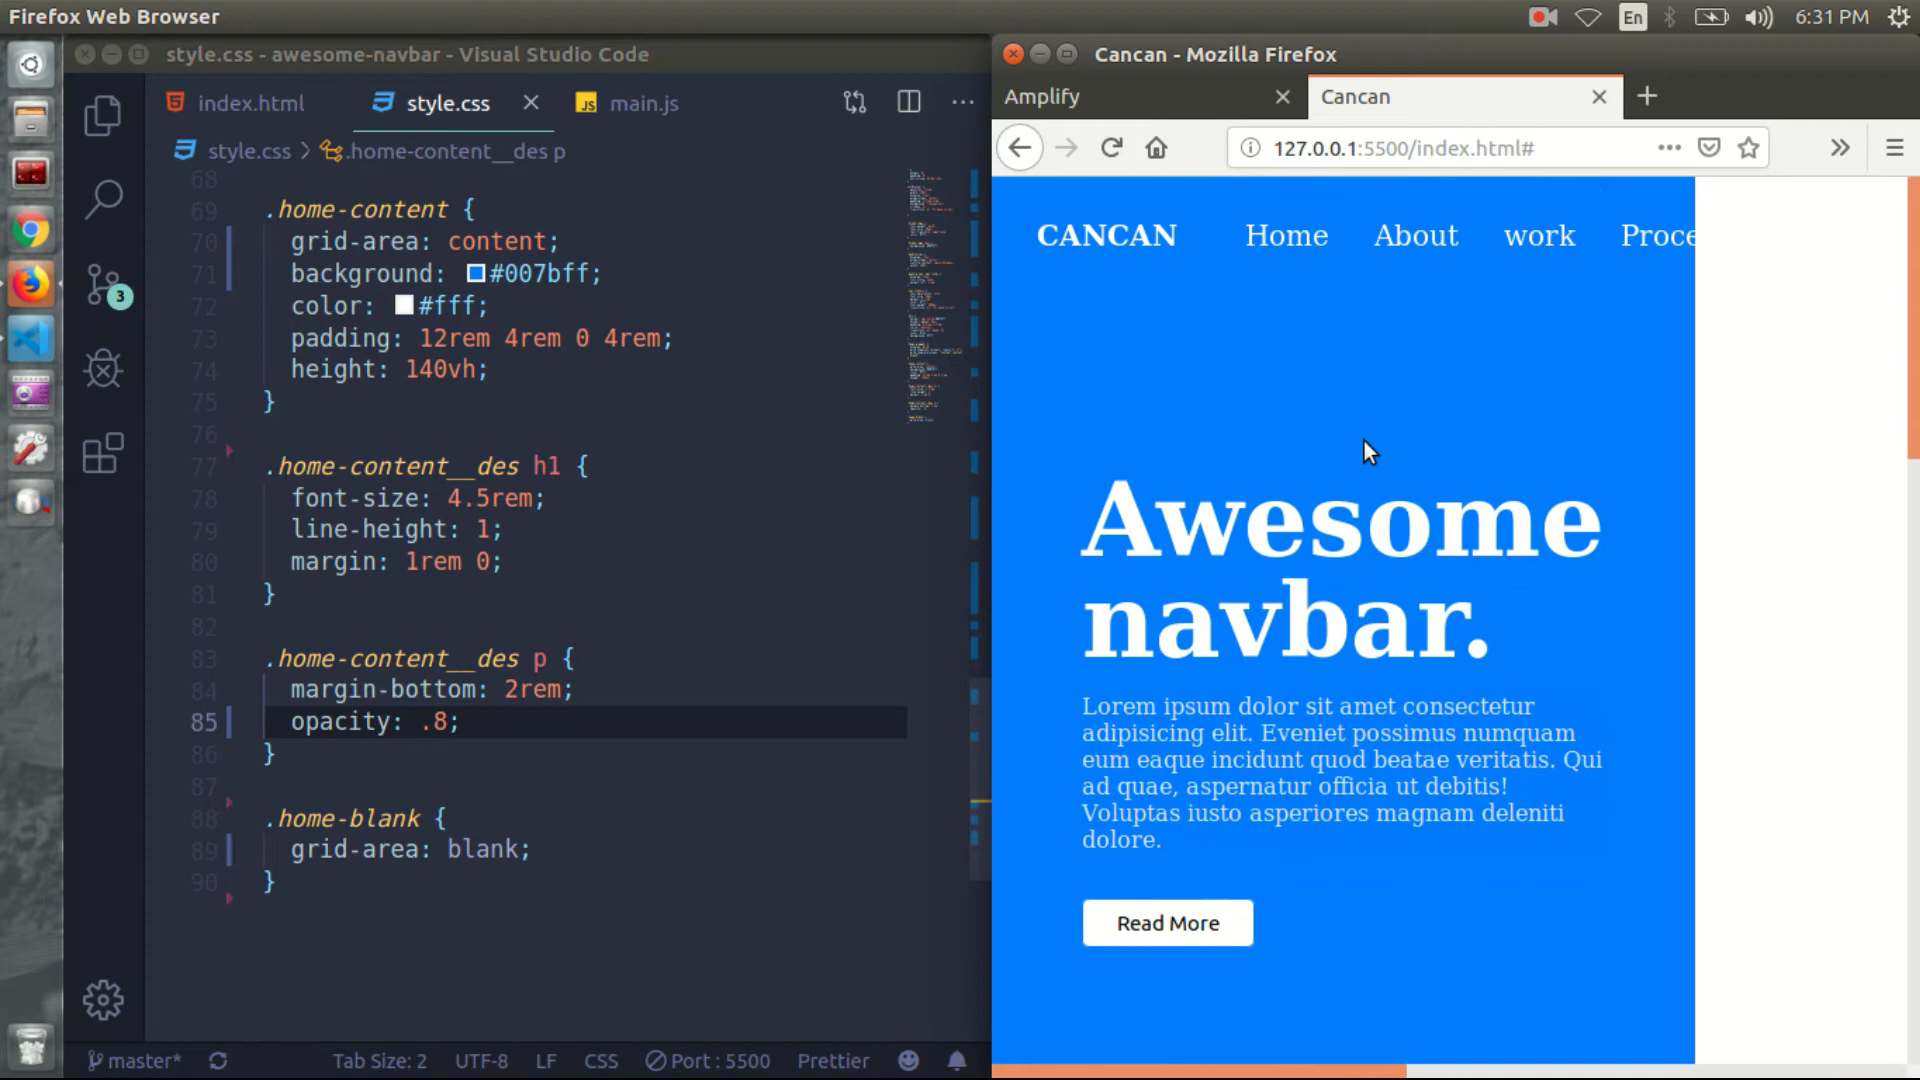 Firefox Web Browser
En
6:31 PM
style.css - awesome-navbar - Visual Studio Code
index.html
style.css
JS main.js
style.css > .home-content__des p
3
68
69 .home-content {
70 grid-area: content;
71 background: #007bff;
72 color: #fff;
73 padding: 12rem 4rem 0 4rem;
74 height: 140vh;
75 }
76
77 .home-content__des h1 {
78 font-size: 4.5rem;
79 line-height: 1;
80 margin: 1rem 0;
81 }
82
83 .home-content__des p {
84 margin-bottom: 2rem;
85 opacity: .8;
86 }
87
88 .home-blank {
89 grid-area: blank;
90 }
master*
Tab Size: 2
UTF-8
LF
CSS
Port : 5500
Prettier
Cancan - Mozilla Firefox
Amplify
Cancan
127.0.0.1:5500/index.html#
CANCAN
Home
About
work
Proce
Awesome
navbar.
Lorem ipsum dolor sit amet consectetur
adipisicing elit. Eveniet possimus numquam
eum eaque incidunt quod beatae veritatis. Qui
ad quae, aspernatur officia ut debitis!
Voluptas iusto asperiores magnam deleniti
dolore.
Read More